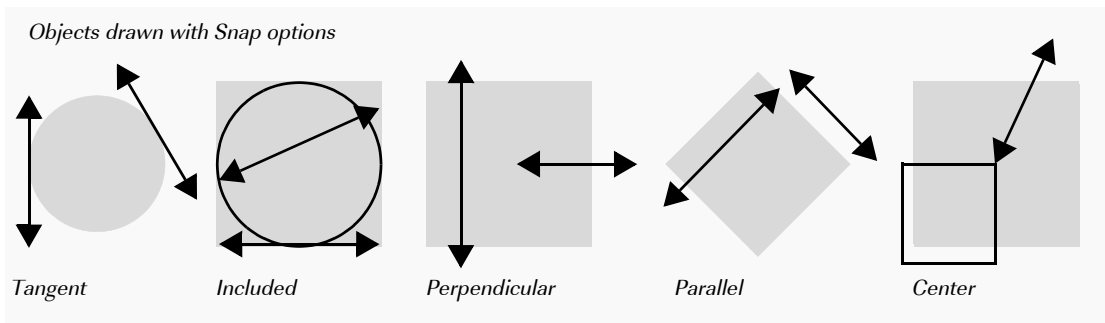 Objects drawn with Snap options
Tangent
Included
Perpendicular
Parallel
Center